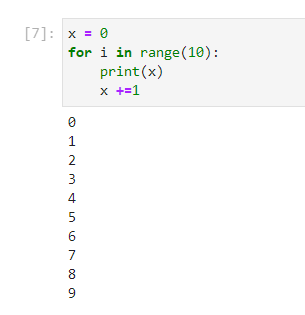 [7]: x = 0
for i in range(10):
    print(x)
    x +=1
0
1
2
3
4
5
6
7
8
9